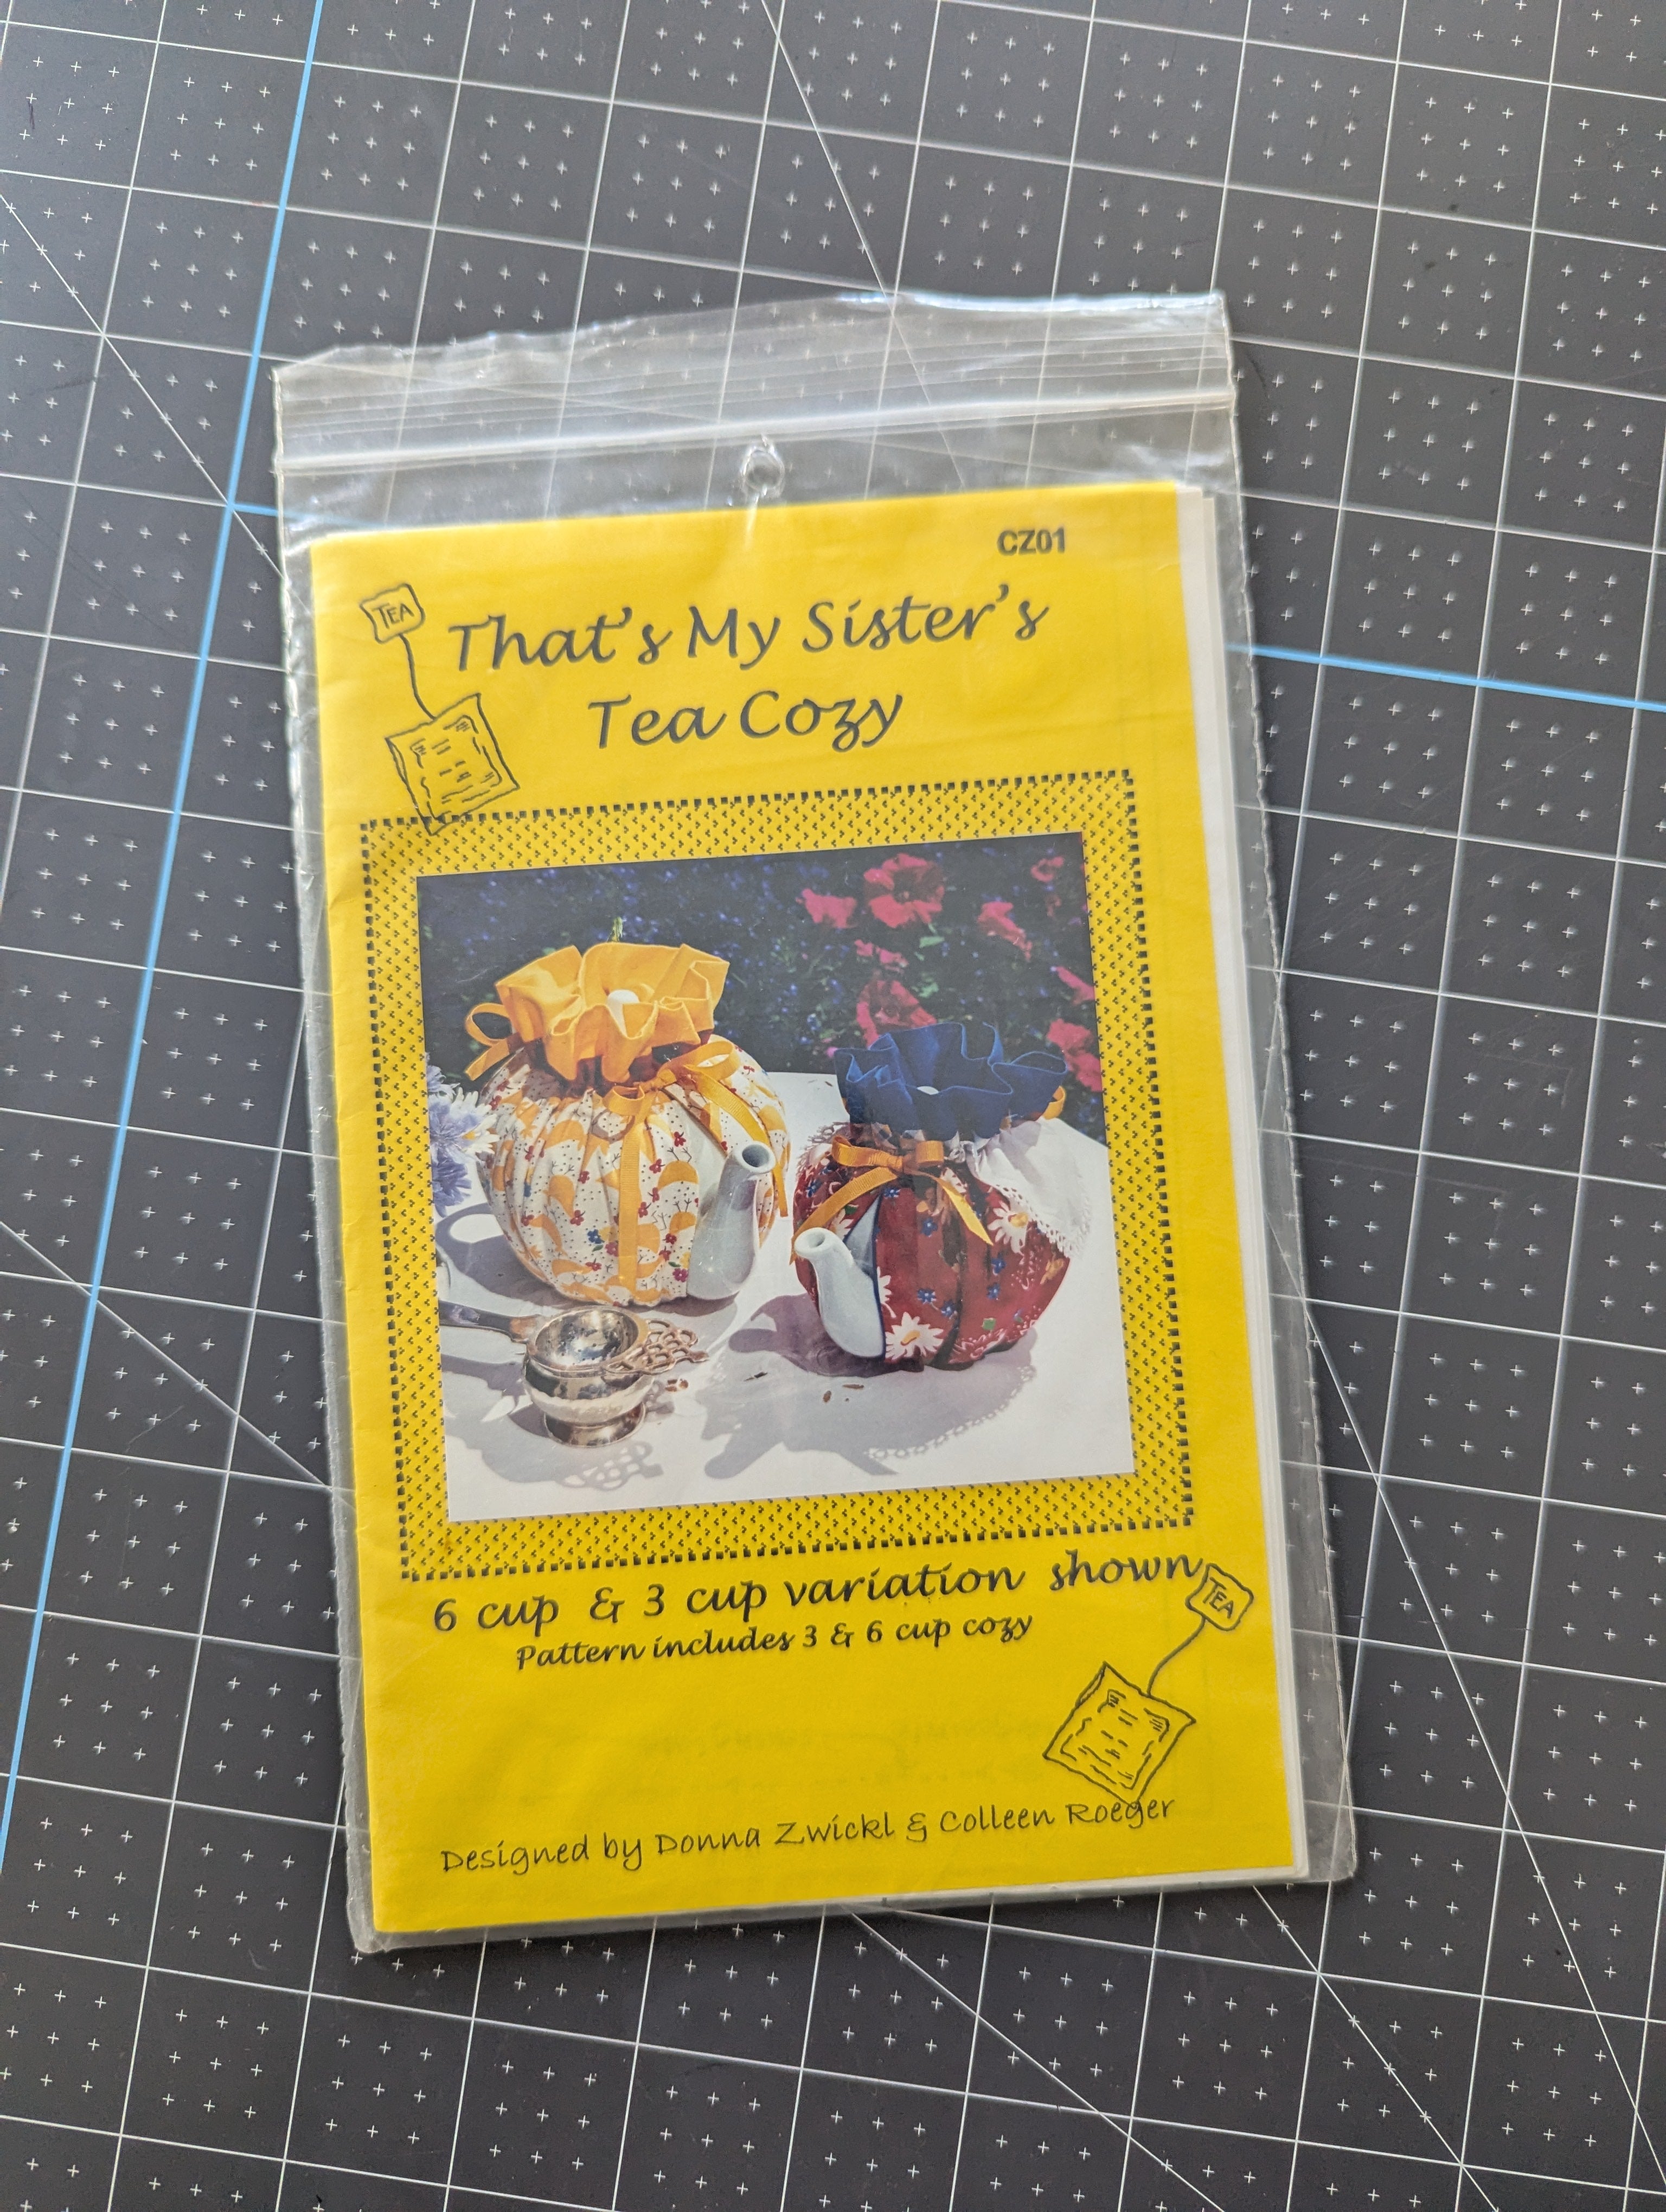 CZ01
TEA
That's My Sister's
Tea Cozy
6 cup & 3 cup variation shown
Pattern includes 3 & 6 cup cozy
TEA
Designed by Donna Zwickl & Colleen Roeger